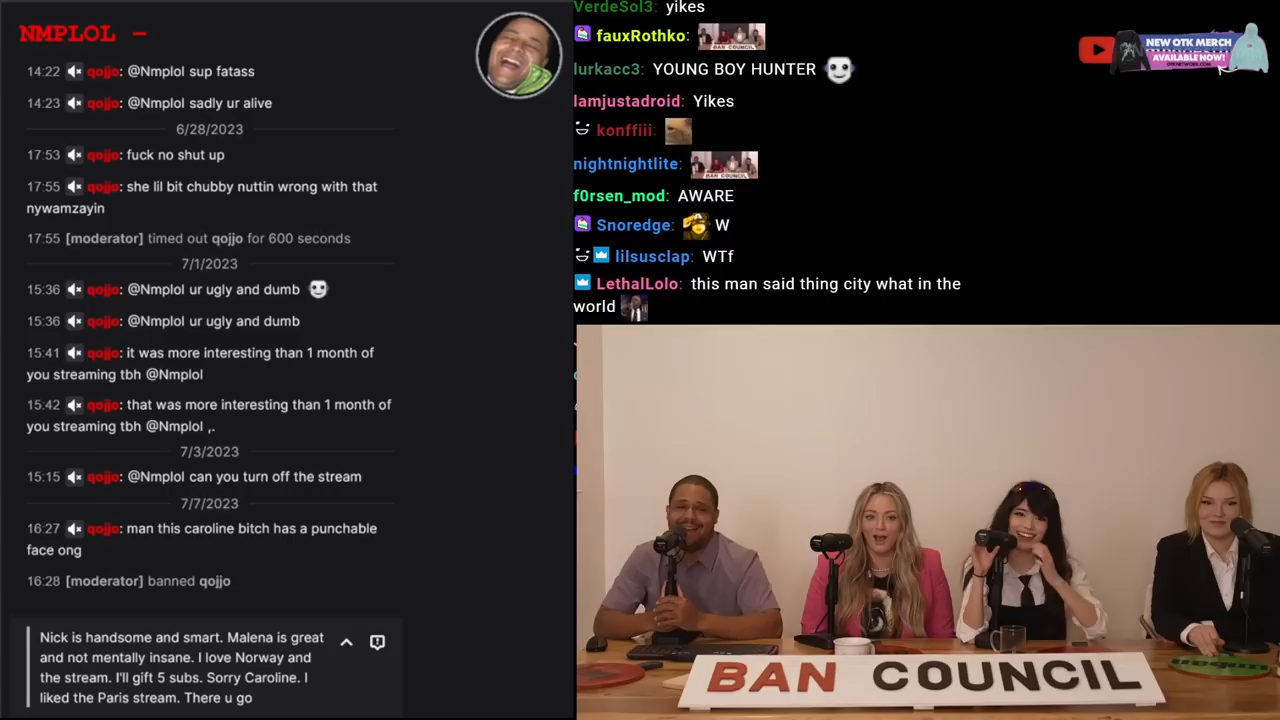 NMPLOL –
14:22 qojjo: @Nmplol sup fatass
14:23 qojjo: @Nmplol sadly ur alive
6/28/2023
17:53 qojjo: fuck no shut up
17:55 qojjo: she lil bit chubby nuttin wrong with that
nywamzayin
17:55 [moderator] timed out qojjo for 600 seconds
7/1/2023
15:36 qojjo: @Nmplol ur ugly and dumb
15:36 qojjo: @Nmplol ur ugly and dumb
15:41 qojjo: it was more interesting than 1 month of
you streaming tbh @Nmplol
15:42 qojjo: that was more interesting than 1 month of
you streaming tbh @Nmplol ,.
7/3/2023
15:15 qojjo: @Nmplol can you turn off the stream
7/7/2023
16:27 qojjo: man this caroline bitch has a punchable
face ong
16:28 [moderator] banned qojjo
Nick is handsome and smart. Malena is great
and not mentally insane. I love Norway and
the stream. I'll gift 5 subs. Sorry Caroline. I
liked the Paris stream. There u go
VerdeSol3: yikes
fauxRothko:
BAN COUNCIL
lurkacc3: YOUNG BOY HUNTER
Iamjustadroid: Yikes
konffiii:
nightnightlite:
BAN COUNCIL
f0rsen_mod: AWARE
Snoredge: W
lilsusclap: WTf
LethalLolo: this man said thing city what in the
world
NEW OTK MERCH
AVAILABLE NOW!
OTKNETWORK.COM
BAN COUNCIL